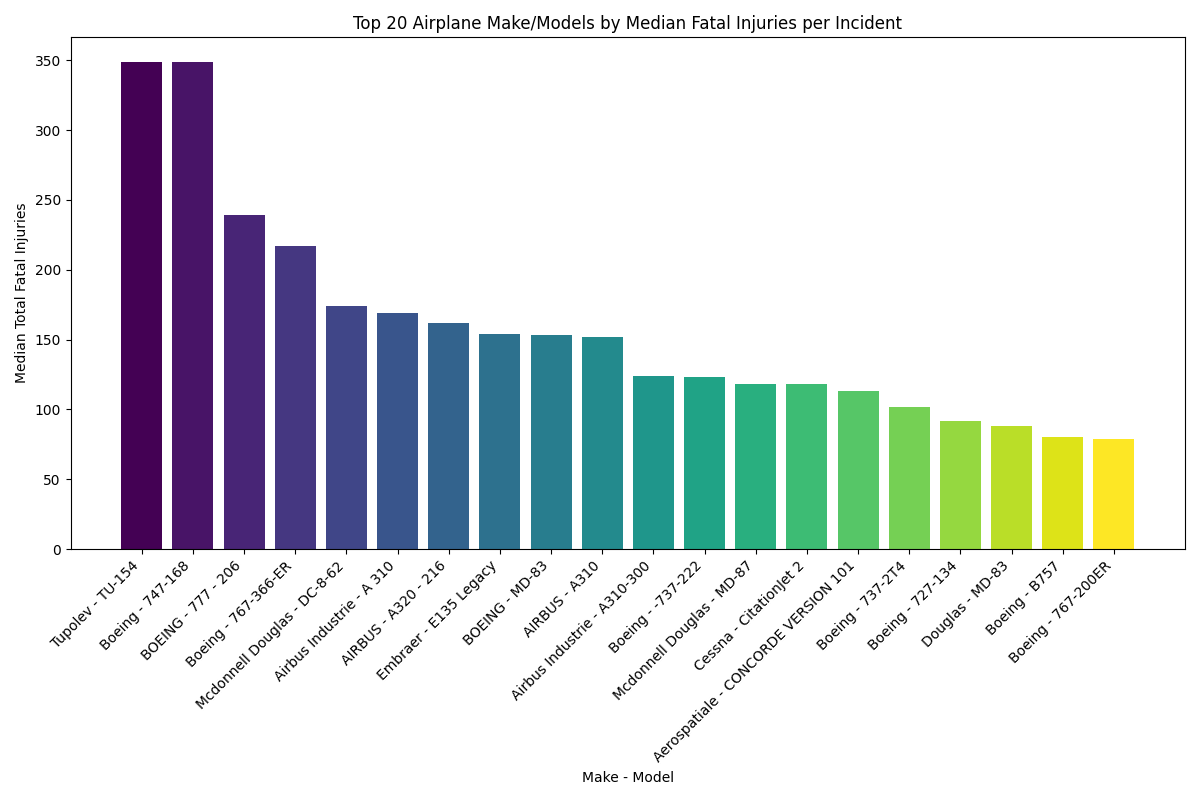 Top 20 Airplane Make/Models by Median Fatal Injuries per Incident
Median Total Fatal Injuries
350
300
250
200
150
100
50
0
Tupolev - TU-154
Boeing - 747-168
BOEING - 777 - 206
Boeing - 767-366-ER
Mcdonnell Douglas - DC-8-62
Airbus Industrie - A 310
AIRBUS - A320 - 216
Embraer - E135 Legacy
BOEING - MD-83
AIRBUS - A310
Airbus Industrie - A310-300
Boeing - -737-222
Mcdonnell Douglas - MD-87
Cessna - CitationJet 2
Aerospatiale - CONCORDE VERSION 101
Boeing - 737-2T4
Boeing - 727-134
Douglas - MD-83
Boeing - B757
Boeing - 767-200ER
Make - Model